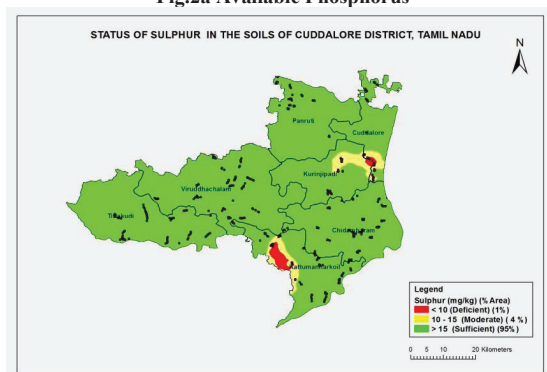 Fig.2a Available Phosphorus
STATUS OF SULPHUR IN THE SOILS OF CUDDALORE DISTRICT, TAMIL NADU
N
Panruti
Cuddalore
Kurinjipadi
Viruddhachalam
Tittakudi
Chidambaram
Kattumannarkoil
Legend
Sulphur (mg/kg) (% Area)
< 10 (Deficient) (1%)
10 - 15 (Moderate) ( 4 %)
> 15 (Sufficient) (95%)
0 5 10 20 Kilometers